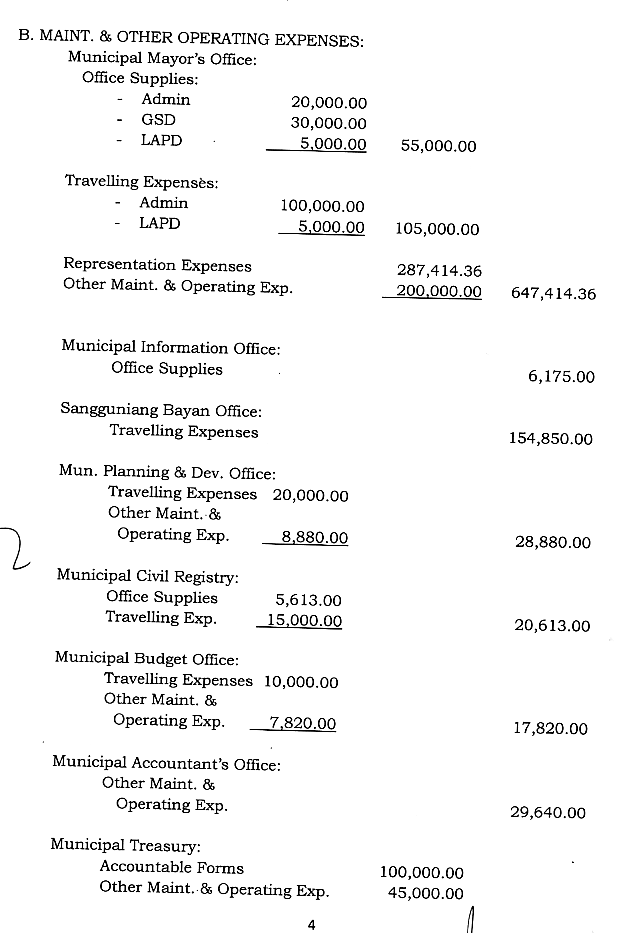 B. MAINT. & OTHER OPERATING EXPENSES:
Municipal Mayor's Office:
Office Supplies:
- Admin 20,000.00
- GSD 30,000.00
- LAPD 5,000.00 55,000.00
Travelling Expenses:
- Admin 100,000.00
- LAPD 5,000.00 105,000.00
Representation Expenses 287,414.36
Other Maint. & Operating Exp. 200,000.00 647,414.36
Municipal Information Office:
Office Supplies 6,175.00
Sangguniang Bayan Office:
Travelling Expenses 154,850.00
Mun. Planning & Dev. Office:
Travelling Expenses 20,000.00
Other Maint. &
Operating Exp. 8,880.00 28,880.00
2
Municipal Civil Registry:
Office Supplies 5,613.00
Travelling Exp. 15,000.00 20,613.00
Municipal Budget Office:
Travelling Expenses 10,000.00
Other Maint. &
Operating Exp. 7,820.00 17,820.00
Municipal Accountant's Office:
Other Maint. &
Operating Exp. 29,640.00
Municipal Treasury:
Accountable Forms 100,000.00
Other Maint. & Operating Exp. 45,000.00
4